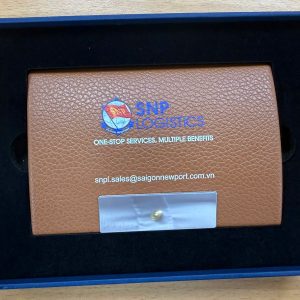 SNP
LOGISTICS
ONE-STOP SERVICES, MULTIPLE BENEFITS
snpl.sales@saigonnewport.com.vn